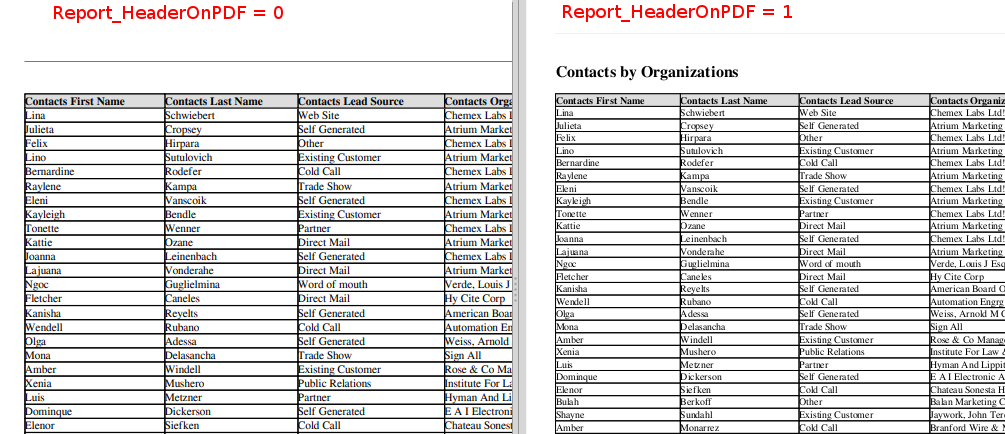 Report_HeaderOnPDF = 0
Contacts First Name Contacts Last Name Contacts Lead Source Contacts Orga
Lina Schwiebert Web Site Chemex Labs L
Julieta Cropsey Self Generated Atrium Market
Felix Hirpara Other Chemex Labs L
Lino Sutulovich Existing Customer Atrium Market
Bernardine Rodefer Cold Call Chemex Labs L
Raylene Kampa Trade Show Atrium Market
Eleni Vanscoik Self Generated Chemex Labs L
Kayleigh Bendle Existing Customer Atrium Market
Tonette Wenner Partner Chemex Labs L
Kattie Ozane Direct Mail Atrium Market
Joanna Leinenbach Self Generated Chemex Labs L
Lajuana Vonderahe Direct Mail Atrium Market
Ngoc Guglielmina Word of mouth Verde, Louis J
Fletcher Caneles Direct Mail Hy Cite Corp
Kanisha Reyelts Self Generated American Boar
Wendell Rubano Cold Call Automation En
Olga Adessa Self Generated Weiss, Arnold
Mona Delasancha Trade Show Sign All
Amber Windell Existing Customer Rose & Co Ma
Xenia Mushero Public Relations Institute For La
Luis Metzner Partner Hyman And Li
Dominque Dickerson Self Generated E A I Electroni
Elenor Siefken Cold Call Chateau Sonest
Report_HeaderOnPDF = 1
Contacts by Organizations
Contacts First Name Contacts Last Name Contacts Lead Source Contacts Organiz
Lina Schwiebert Web Site Chemex Labs Ltd
Julieta Cropsey Self Generated Atrium Marketing
Felix Hirpara Other Chemex Labs Ltd
Lino Sutulovich Existing Customer Atrium Marketing
Bernardine Rodefer Cold Call Chemex Labs Ltd
Raylene Kampa Trade Show Atrium Marketing
Eleni Vanscoik Self Generated Chemex Labs Ltd
Kayleigh Bendle Existing Customer Atrium Marketing
Tonette Wenner Partner Chemex Labs Ltd
Kattie Ozane Direct Mail Atrium Marketing
Joanna Leinenbach Self Generated Chemex Labs Ltd
Lajuana Vonderahe Direct Mail Atrium Marketing
Ngoc Guglielmina Word of mouth Verde, Louis J Esq
Fletcher Caneles Direct Mail Hy Cite Corp
Kanisha Reyelts Self Generated American Board O
Wendell Rubano Cold Call Automation Engrg
Olga Adessa Self Generated Weiss, Arnold M C
Mona Delasancha Trade Show Sign All
Amber Windell Existing Customer Rose & Co Manag
Xenia Mushero Public Relations Institute For Law &
Luis Metzner Partner Hyman And Lippit
Dominque Dickerson Self Generated E A I Electronic A
Elenor Siefken Cold Call Chateau Sonesta H
Bulah Berkoff Other Balan Marketing C
Shayne Sundahl Existing Customer Jaywork, John Ter
Amber Monarrez Cold Call Branford Wire &